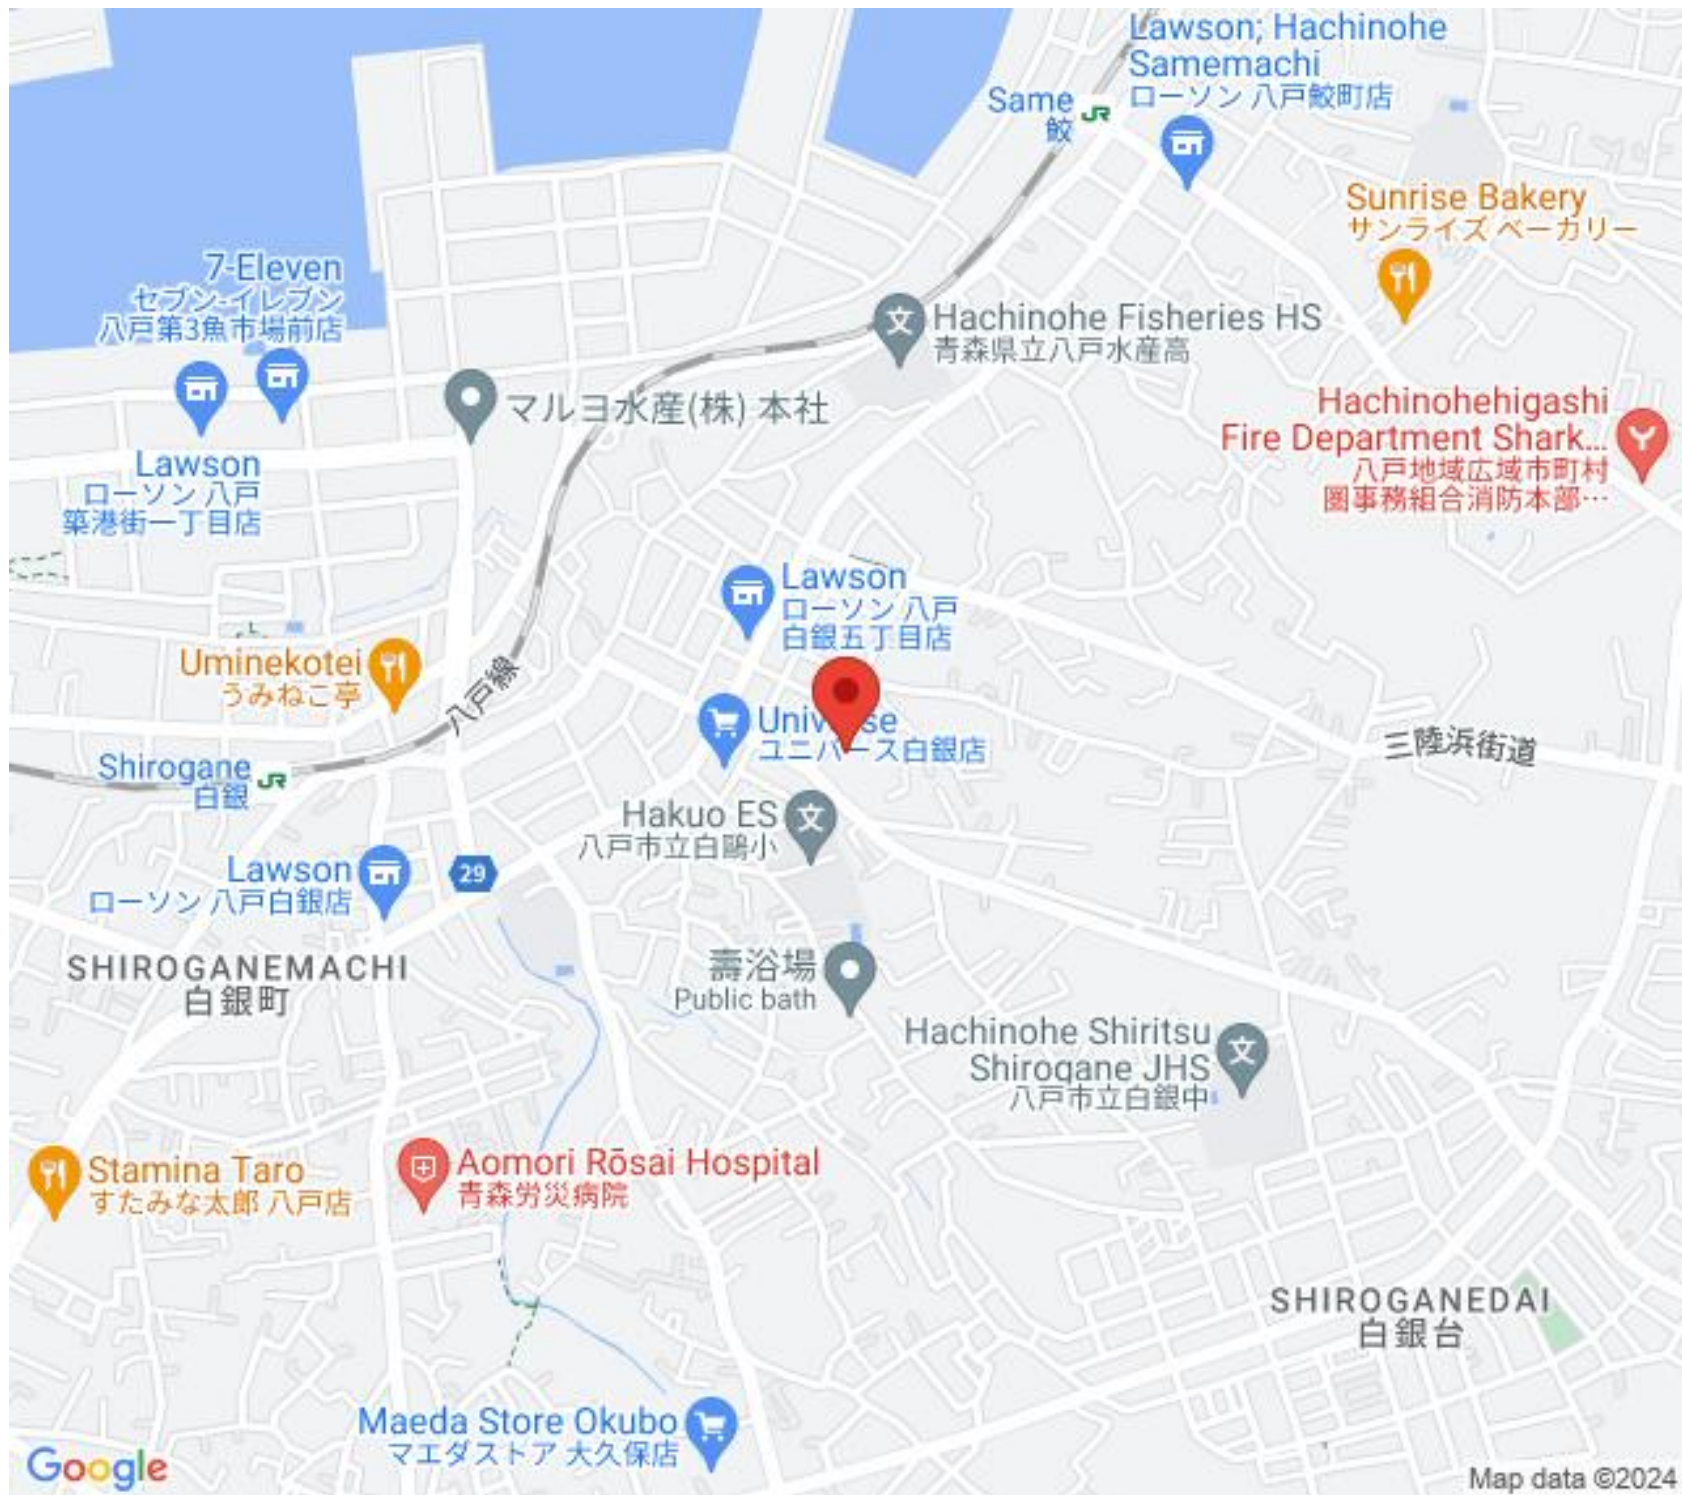 Lawson; Hachinohe
Samemachi
ローソン 八戸鮫町店
Same
鮫
JR
Sunrise Bakery
サンライズ ベーカリー
7-Eleven
セブン-イレブン
八戸第3魚市場前店
Hachinohe Fisheries HS
青森県立八戸水産高
マルヨ水産(株) 本社
Hachinohehigashi
Fire Department Shark...
八戸地域広域市町村
圏事務組合消防本部…
Lawson
ローソン 八戸
築港街一丁目店
Lawson
ローソン 八戸
白銀五丁目店
Uminekotei
うみねこ亭
八戸線
Universe
ユニバース白銀店
三陸浜街道
Shirogane
白銀
JR
Hakuo ES
八戸市立白鷗小
Lawson
ローソン 八戸白銀店
29
SHIROGANEMACHI
白銀町
壽浴場
Public bath
Hachinohe Shiritsu
Shirogane JHS
八戸市立白銀中
Stamina Taro
すたみな太郎 八戸店
Aomori Rōsai Hospital
青森労災病院
SHIROGANEDAI
白銀台
Maeda Store Okubo
マエダストア 大久保店
Google
Map data ©2024